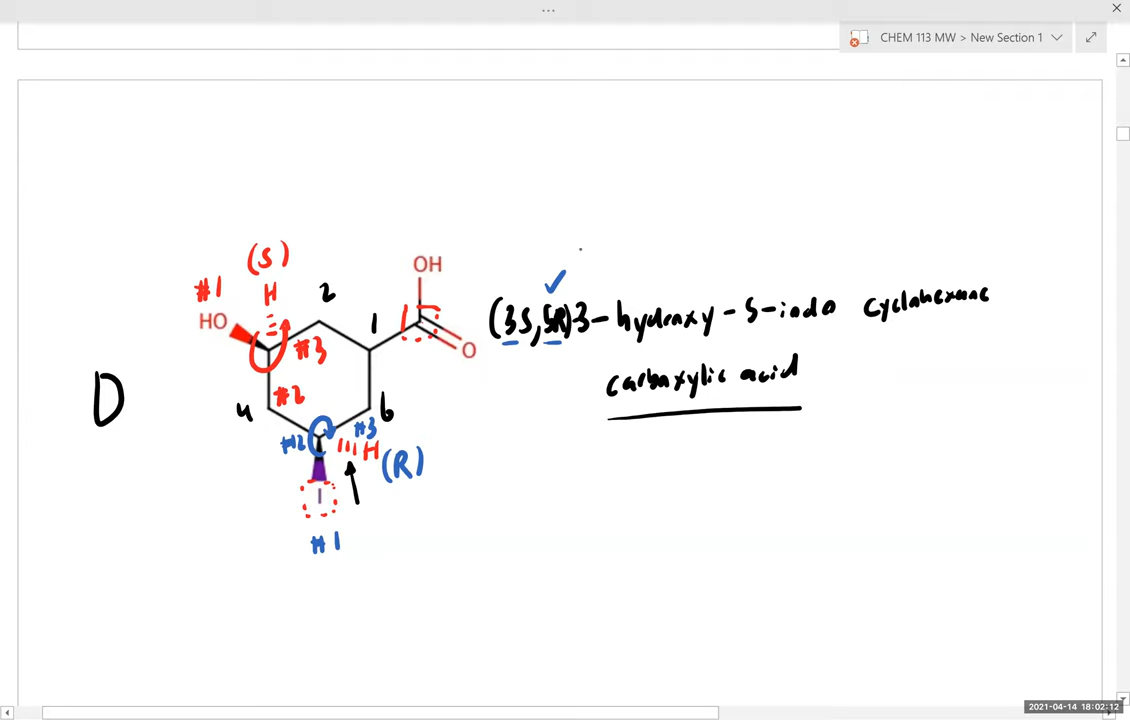 CHEM 113 MW > New Section 1
(S)
#1
H
2
OH
HO
#3
1
O
(3S,5R)3-hydroxy-5-iodo cyclohexane
carboxylic acid
D
4
#2
6
#2
#3
H
(R)
I
#1
2021-04-14 18:02:12